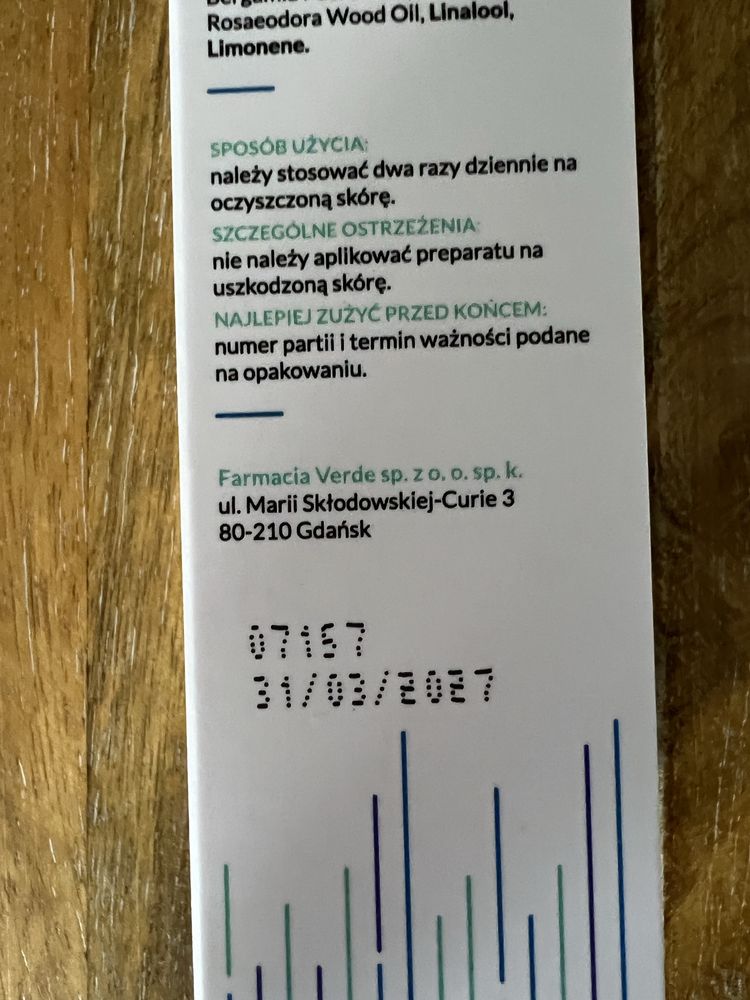 Rosaeodora Wood Oil, Linalool,
Limonene.
SPOSÓB UŻYCIA:
należy stosować dwa razy dziennie na
oczyszczoną skórę.
SZCZEGÓLNE OSTRZEŻENIA:
nie należy aplikować preparatu na
uszkodzoną skórę.
NAJLEPIEJ ZUŻYĆ PRZED KOŃCEM:
numer partii i termin ważności podane
na opakowaniu.
Farmacia Verde sp. z o. o. sp. k.
ul. Marii Skłodowskiej-Curie 3
80-210 Gdańsk
07157
31/03/2027